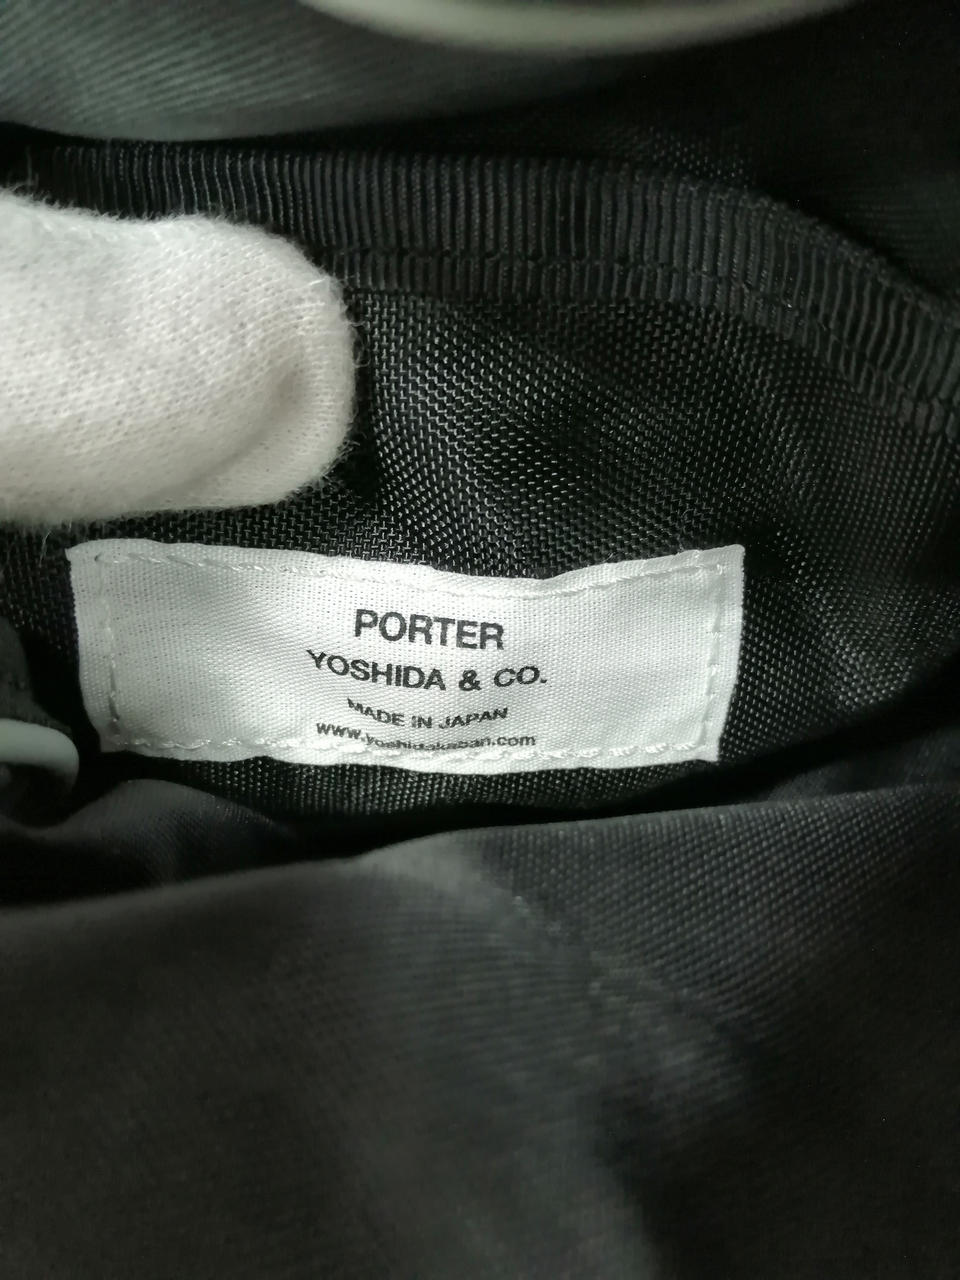 PORTER
YOSHIDA & CO.
MADE IN JAPAN
www.yoshidakaban.com